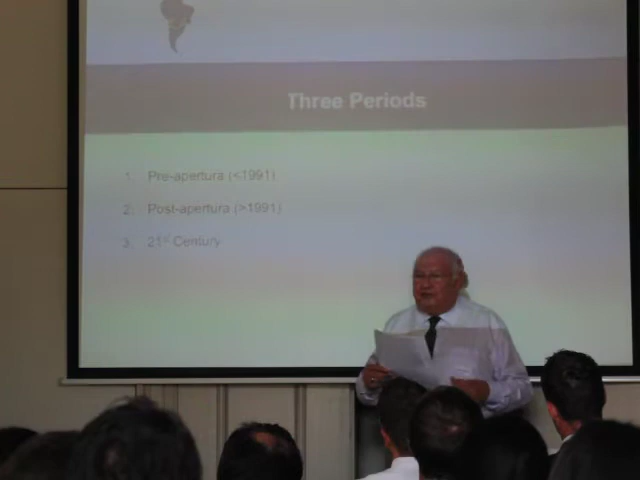 Three Periods
1. Pre-apertura (<1991)
2. Post-apertura (>1991)
3. 21st Century